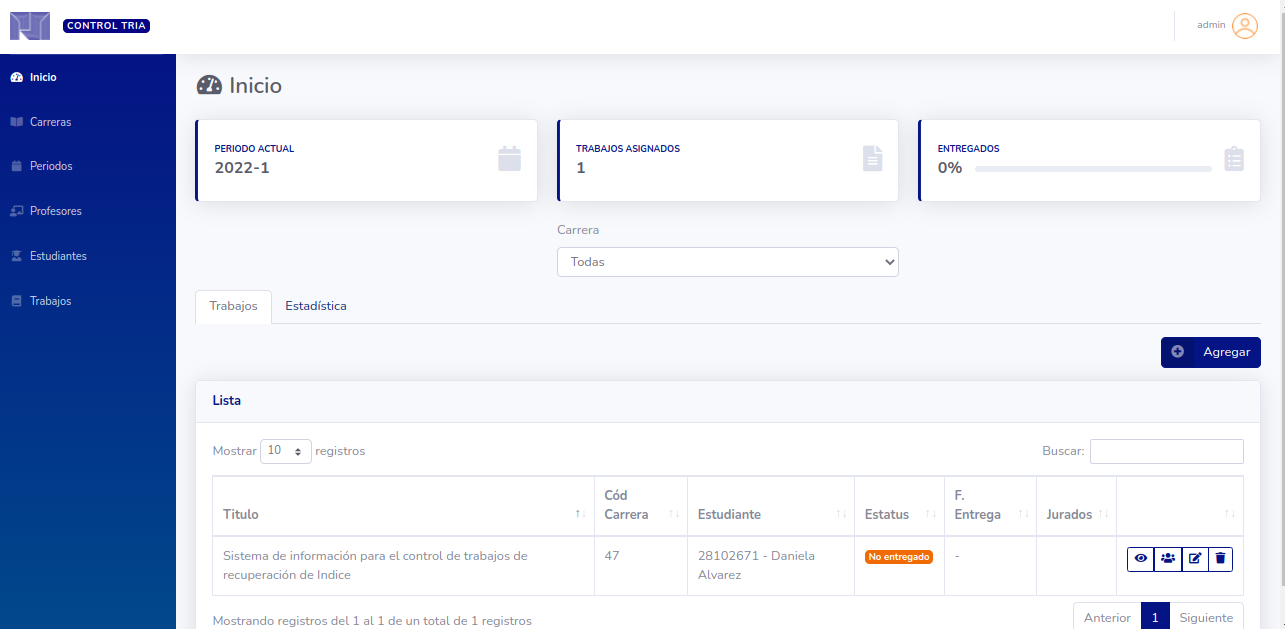 CONTROL TRIA
admin
Inicio
Carreras
Periodos
Profesores
Estudiantes
Trabajos
Inicio
PERIODO ACTUAL
2022-1
TRABAJOS ASIGNADOS
1
ENTREGADOS
0%
Carrera
Todas
Trabajos Estadística
Agregar
Lista
Mostrar 10 registros Buscar:
Titulo Cód Carrera Estudiante Estatus F. Entrega Jurados
Sistema de información para el control de trabajos de 47 28102671 - Daniela No entregado -
recuperación de Indice Alvarez
Mostrando registros del 1 al 1 de un total de 1 registros Anterior 1 Siguiente